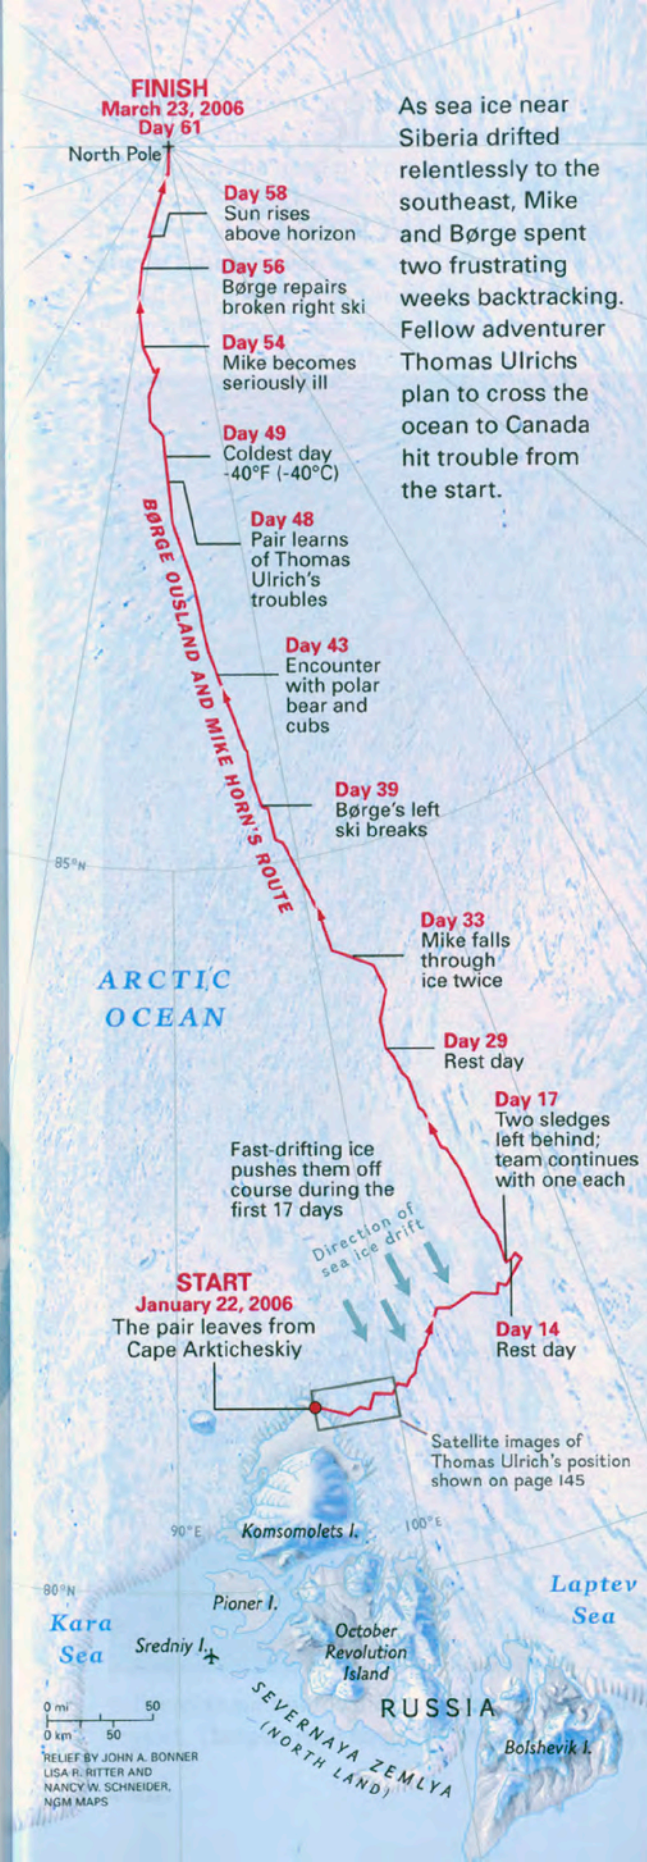 FINISH
March 23, 2006
Day 61
North Pole
As sea ice near
Siberia drifted
relentlessly to the
southeast, Mike
and Børge spent
two frustrating
weeks backtracking.
Fellow adventurer
Thomas Ulrichs
plan to cross the
ocean to Canada
hit trouble from
the start.
Day 58
Sun rises
above horizon
Day 56
Børge repairs
broken right ski
Day 54
Mike becomes
seriously ill
Day 49
Coldest day
-40°F (-40°C)
Day 48
Pair learns
of Thomas
Ulrich's
troubles
BØRGE OUSLAND AND MIKE HORN'S ROUTE
Day 43
Encounter
with polar
bear and
cubs
Day 39
Børge's left
ski breaks
85°N
Day 33
Mike falls
through
ice twice
ARCTIC
OCEAN
Day 29
Rest day
Day 17
Two sledges
left behind;
team continues
with one each
Fast-drifting ice
pushes them off
course during the
first 17 days
Direction of
sea ice drift
START
January 22, 2006
The pair leaves from
Cape Arkticheskiy
Day 14
Rest day
Satellite images of
Thomas Ulrich's position
shown on page 145
90°E
Komsomolets I.
100°E
80°N
Laptev
Sea
Kara
Sea
Pioner I.
Sredniy I.
October
Revolution
Island
RUSSIA
SEVERNAYA ZEMLYA
(NORTH LAND)
Bolshevik I.
0 mi 50
0 km 50
RELIEF BY JOHN A. BONNER
LISA R. RITTER AND
NANCY W. SCHNEIDER,
NGM MAPS